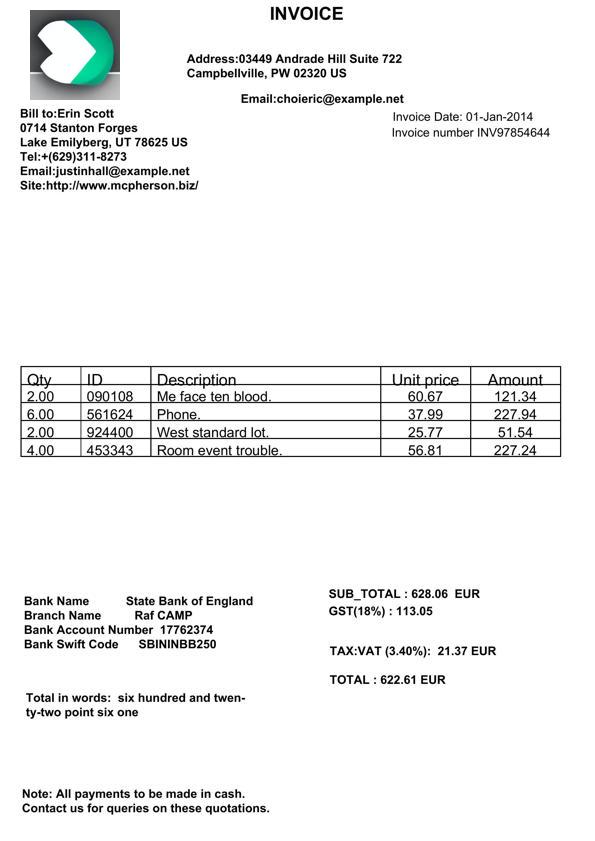 INVOICE
Address:03449 Andrade Hill Suite 722
Campbellville, PW 02320 US
Email:choieric@example.net
Bill to:Erin Scott
0714 Stanton Forges
Lake Emilyberg, UT 78625 US
Tel:+(629)311-8273
Email:justinhall@example.net
Site:http://www.mcpherson.biz/
Invoice Date: 01-Jan-2014
Invoice number INV97854644
Qty ID Description Unit price Amount
2.00 090108 Me face ten blood. 60.67 121.34
6.00 561624 Phone. 37.99 227.94
2.00 924400 West standard lot. 25.77 51.54
4.00 453343 Room event trouble. 56.81 227.24
Bank Name State Bank of England
Branch Name Raf CAMP
Bank Account Number 17762374
Bank Swift Code SBININBB250
SUB_TOTAL : 628.06 EUR
GST(18%) : 113.05
TAX:VAT (3.40%): 21.37 EUR
TOTAL : 622.61 EUR
Total in words: six hundred and twen-
ty-two point six one
Note: All payments to be made in cash.
Contact us for queries on these quotations.